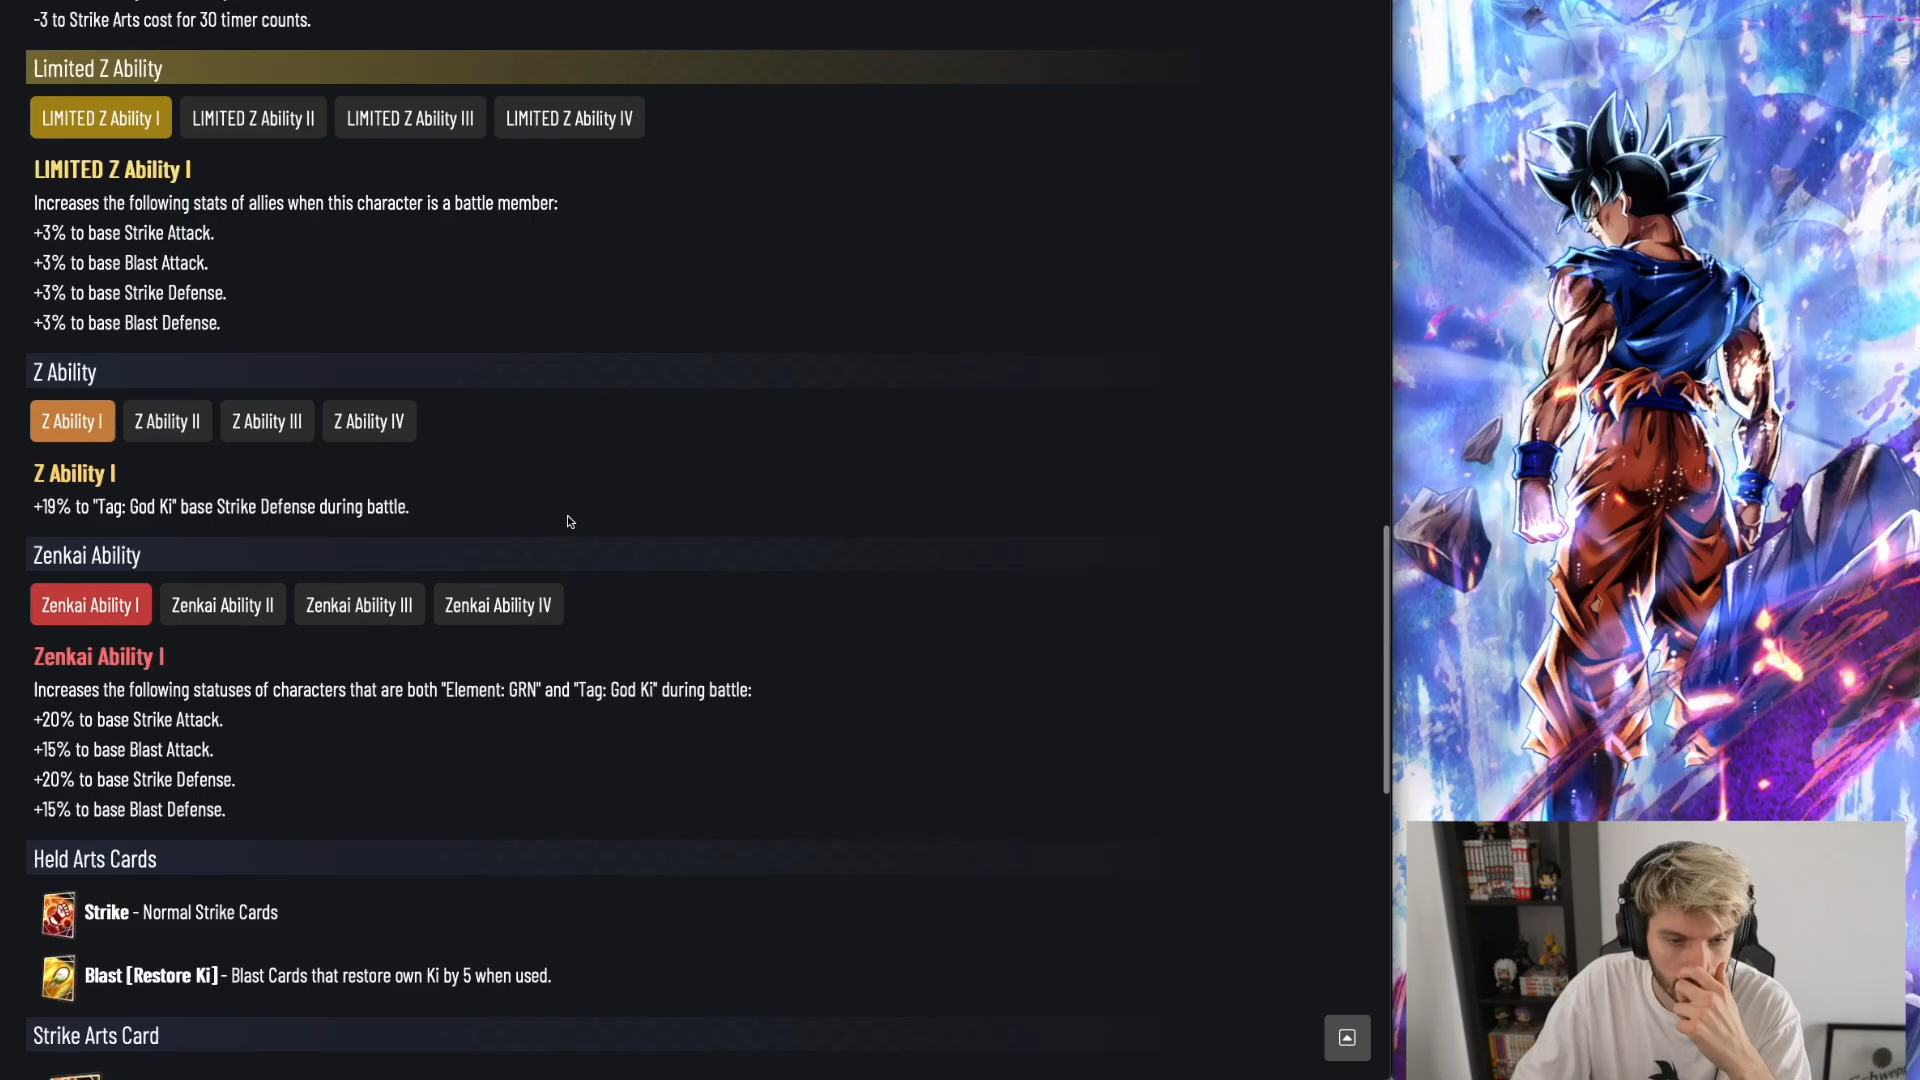 -3 to Strike Arts cost for 30 timer counts.
Limited Z Ability
LIMITED Z Ability I LIMITED Z Ability II LIMITED Z Ability III LIMITED Z Ability IV
LIMITED Z Ability I
Increases the following stats of allies when this character is a battle member:
+3% to base Strike Attack.
+3% to base Blast Attack.
+3% to base Strike Defense.
+3% to base Blast Defense.
Z Ability
Z Ability I Z Ability II Z Ability III Z Ability IV
Z Ability I
+19% to "Tag: God Ki" base Strike Defense during battle.
Zenkai Ability
Zenkai Ability I Zenkai Ability II Zenkai Ability III Zenkai Ability IV
Zenkai Ability I
Increases the following statuses of characters that are both "Element: GRN" and "Tag: God Ki" during battle:
+20% to base Strike Attack.
+15% to base Blast Attack.
+20% to base Strike Defense.
+15% to base Blast Defense.
Held Arts Cards
Strike - Normal Strike Cards
Blast [Restore Ki] - Blast Cards that restore own Ki by 5 when used.
Strike Arts Card